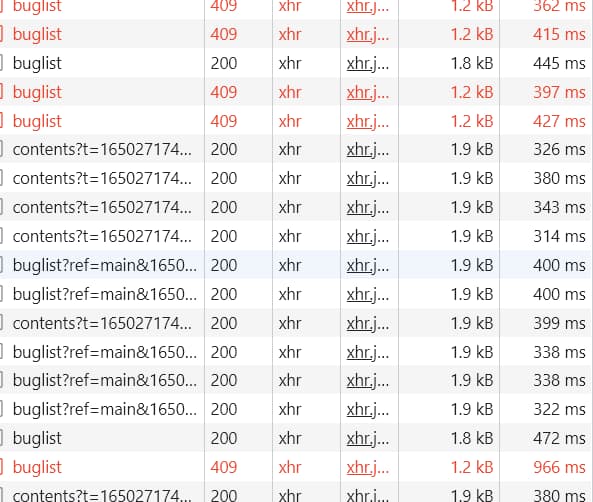 buglist 409 xhr xhr.j... 1.2 kB 362 ms
buglist 409 xhr xhr.j... 1.2 kB 415 ms
buglist 200 xhr xhr.j... 1.8 kB 445 ms
buglist 409 xhr xhr.j... 1.2 kB 397 ms
buglist 409 xhr xhr.j... 1.2 kB 427 ms
contents?t=165027174... 200 xhr xhr.j... 1.9 kB 326 ms
contents?t=165027174... 200 xhr xhr.j... 1.9 kB 380 ms
contents?t=165027174... 200 xhr xhr.j... 1.9 kB 343 ms
contents?t=165027174... 200 xhr xhr.j... 1.9 kB 314 ms
buglist?ref=main&1650... 200 xhr xhr.j... 1.9 kB 400 ms
buglist?ref=main&1650... 200 xhr xhr.j... 1.9 kB 400 ms
contents?t=165027174... 200 xhr xhr.j... 1.9 kB 399 ms
buglist?ref=main&1650... 200 xhr xhr.j... 1.9 kB 338 ms
buglist?ref=main&1650... 200 xhr xhr.j... 1.9 kB 338 ms
buglist?ref=main&1650... 200 xhr xhr.j... 1.9 kB 322 ms
buglist 200 xhr xhr.j... 1.8 kB 472 ms
buglist 409 xhr xhr.j... 1.2 kB 966 ms
contents?t=165027174... 200 xhr xhr.j... 1.9 kB 380 ms